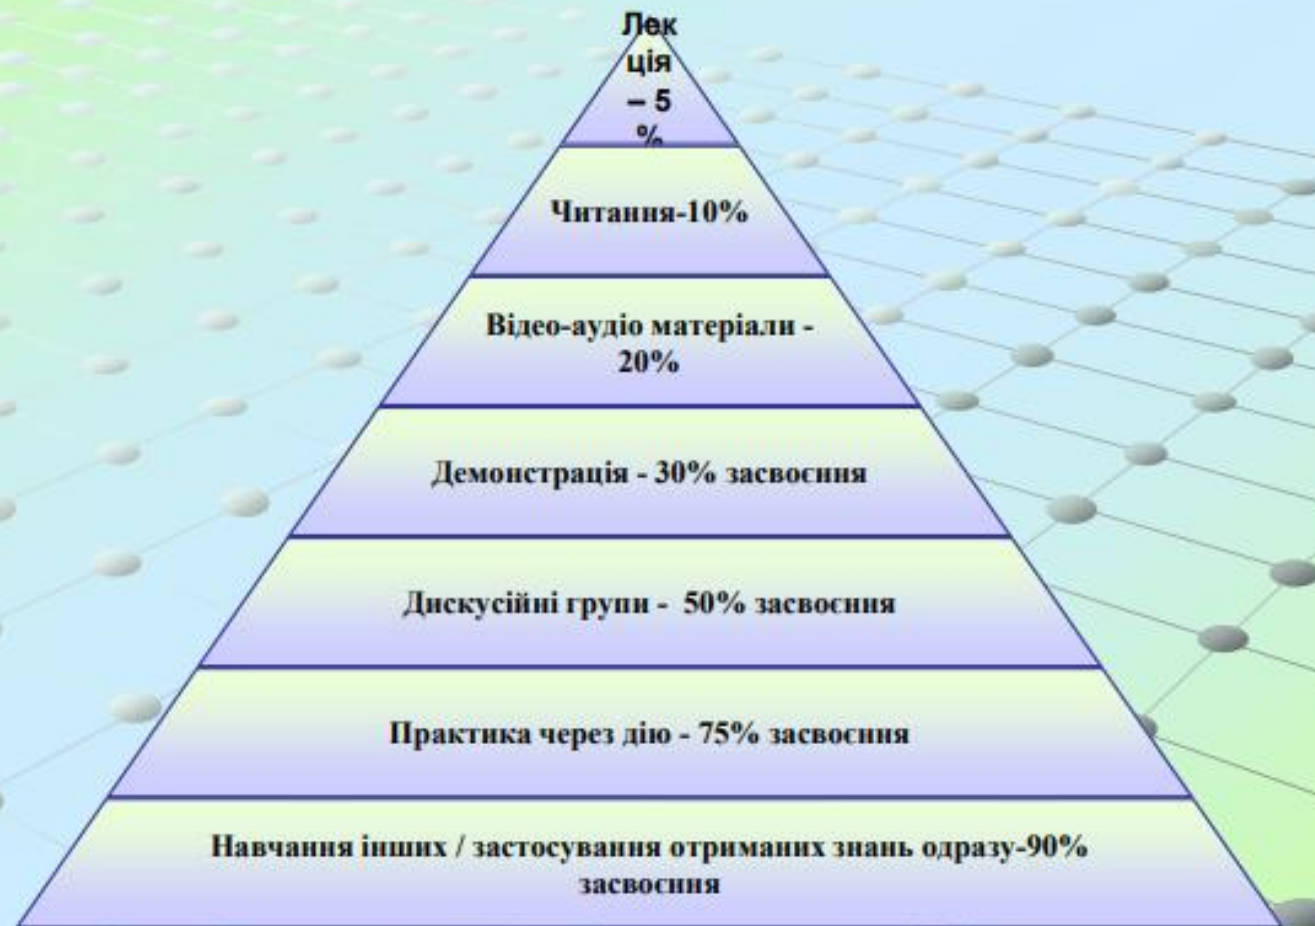 Лек
ція
– 5
%
Читання-10%
Відео-аудіо матеріали -
20%
Демонстрація - 30% засвоєння
Дискусійні групи -  50% засвоєння
Практика через дію - 75% засвоєння
Навчання інших / застосування отриманих знань одразу-90%
засвоєння